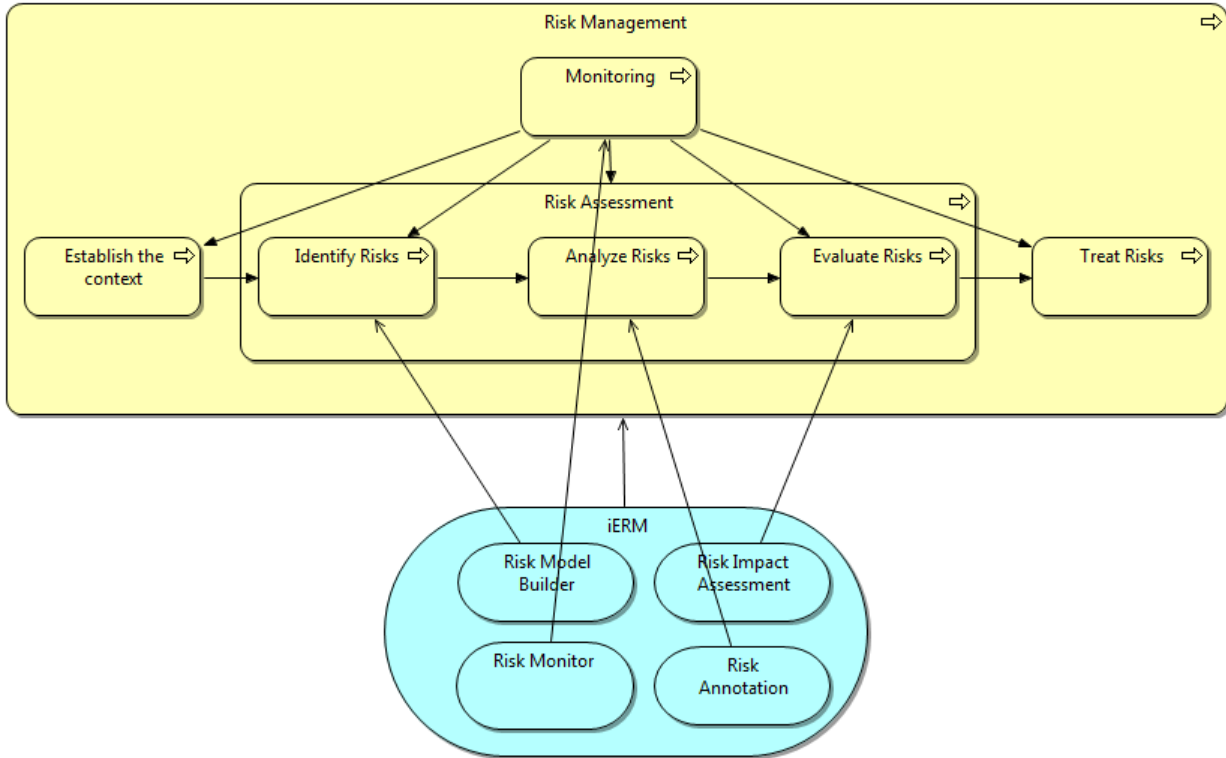 Risk Management
Monitoring
Risk Assessment
Establish the
context
Identify Risks
Analyze Risks
Evaluate Risks
Treat Risks
iERM
Risk Model
Builder
Risk Impact
Assessment
Risk Monitor
Risk
Annotation